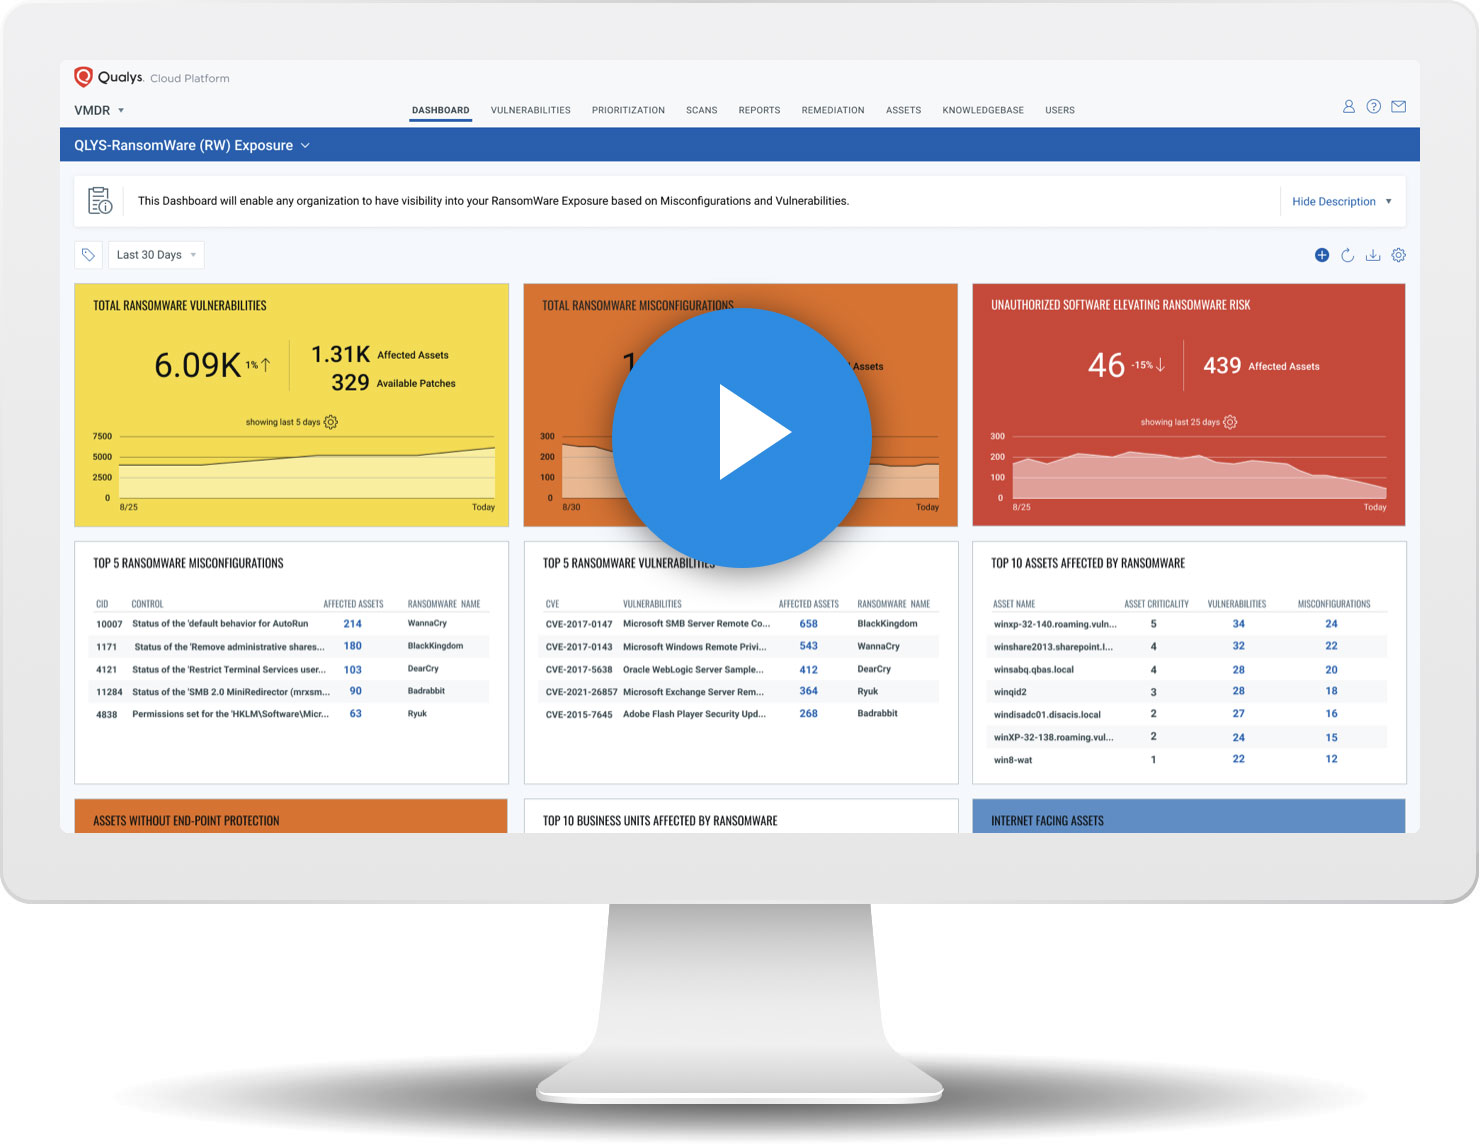 Qualys. Cloud Platform
VMDR
DASHBOARD VULNERABILITIES PRIORITIZATION SCANS REPORTS REMEDIATION ASSETS KNOWLEDGEBASE USERS
QLYS-RansomWare (RW) Exposure
This Dashboard will enable any organization to have visibility into your RansomWare Exposure based on Misconfigurations and Vulnerabilities.
Hide Description
Last 30 Days
TOTAL RANSOMWARE VULNERABILITIES
6.09K 1%
1.31K Affected Assets
329 Available Patches
showing last 5 days
7500
5000
2500
0
8/25 Today
TOTAL RANSOMWARE MISCONFIGURATIONS
Assets
300
200
100
0
8/30 Today
UNAUTHORIZED SOFTWARE ELEVATING RANSOMWARE RISK
46 -15%
439 Affected Assets
showing last 25 days
300
200
100
0
8/25 Today
TOP 5 RANSOMWARE MISCONFIGURATIONS
CID CONTROL AFFECTED ASSETS RANSOMWARE NAME
10007 Status of the 'default behavior for AutoRun 214 WannaCry
1171 Status of the 'Remove administrative shares... 180 BlackKingdom
4121 Status of the 'Restrict Terminal Services user... 103 DearCry
11284 Status of the 'SMB 2.0 MiniRedirector (mrxsm... 90 Badrabbit
4838 Permissions set for the 'HKLM\Software\Micr... 63 Ryuk
TOP 5 RANSOMWARE VULNERABILITIES
CVE VULNERABILITIES AFFECTED ASSETS RANSOMWARE NAME
CVE-2017-0147 Microsoft SMB Server Remote Co... 658 BlackKingdom
CVE-2017-0143 Microsoft Windows Remote Privi... 543 WannaCry
CVE-2017-5638 Oracle WebLogic Server Sample... 412 DearCry
CVE-2021-26857 Microsoft Exchange Server Rem... 364 Ryuk
CVE-2015-7645 Adobe Flash Player Security Upd... 268 Badrabbit
TOP 10 ASSETS AFFECTED BY RANSOMWARE
ASSET NAME ASSET CRITICALITY VULNERABILITIES MISCONFIGURATIONS
winxp-32-140.roaming.vuln... 5 34 24
winshare2013.sharepoint.l... 4 32 22
winsabq.qbas.local 4 28 20
winqid2 3 28 18
windisadc01.disacis.local 2 27 16
winXP-32-138.roaming.vul... 2 24 15
win8-wat 1 22 12
ASSETS WITHOUT END-POINT PROTECTION
TOP 10 BUSINESS UNITS AFFECTED BY RANSOMWARE
INTERNET FACING ASSETS